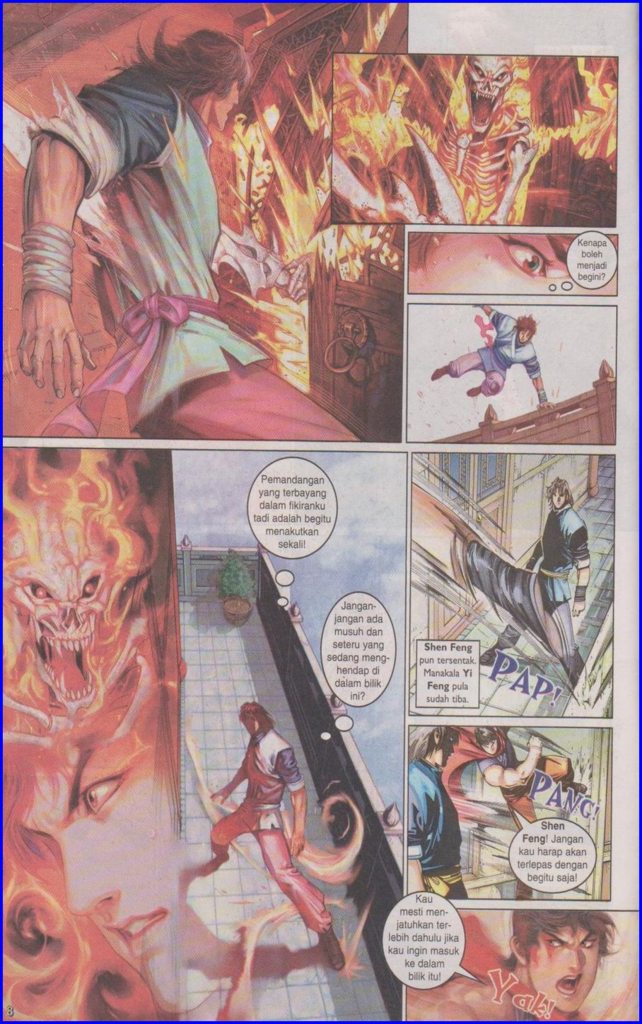 Kenapa
boleh
menjadi
begini?
Pemandangan
yang terbayang
dalam fikiranku
tadi adalah begitu
menakutkan
sekali!
Jangan-
jangan ada
musuh dan
seteru yang
sedang meng-
hendap di
dalam bilik
ini?
Shen Feng
pun tersentak.
Manakala Yi
Feng pula
sudah tiba.
PAP!
PANG!
Shen
Feng! Jangan
kau harap akan
terlepas dengan
begitu saja!
Kau
mesti men-
jatuhkan ter-
lebih dahulu jika
kau ingin masuk
ke dalam
bilik itu!
Yak!
8